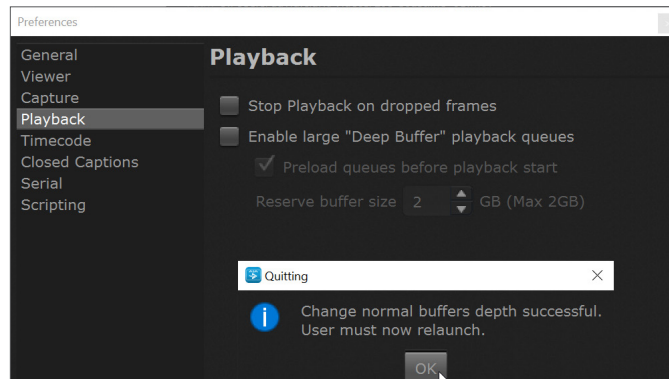 Preferences
General
Viewer
Capture
Playback
Timecode
Closed Captions
Serial
Scripting
Playback
Stop Playback on dropped frames
Enable large "Deep Buffer" playback queues
Preload queues before playback start
Reserve buffer size 2 GB (Max 2GB)
Quitting
Change normal buffers depth successful.
User must now relaunch.
OK